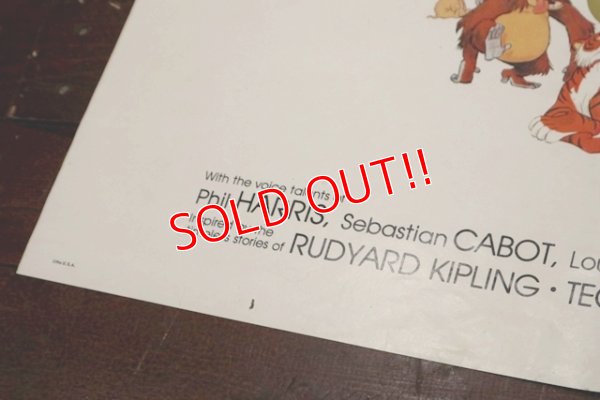 With the voice talents of
Phil HARRIS, Sebastian CABOT, Lou
Inspired by the
stories of RUDYARD KIPLING • TEC
SOLD OUT!!